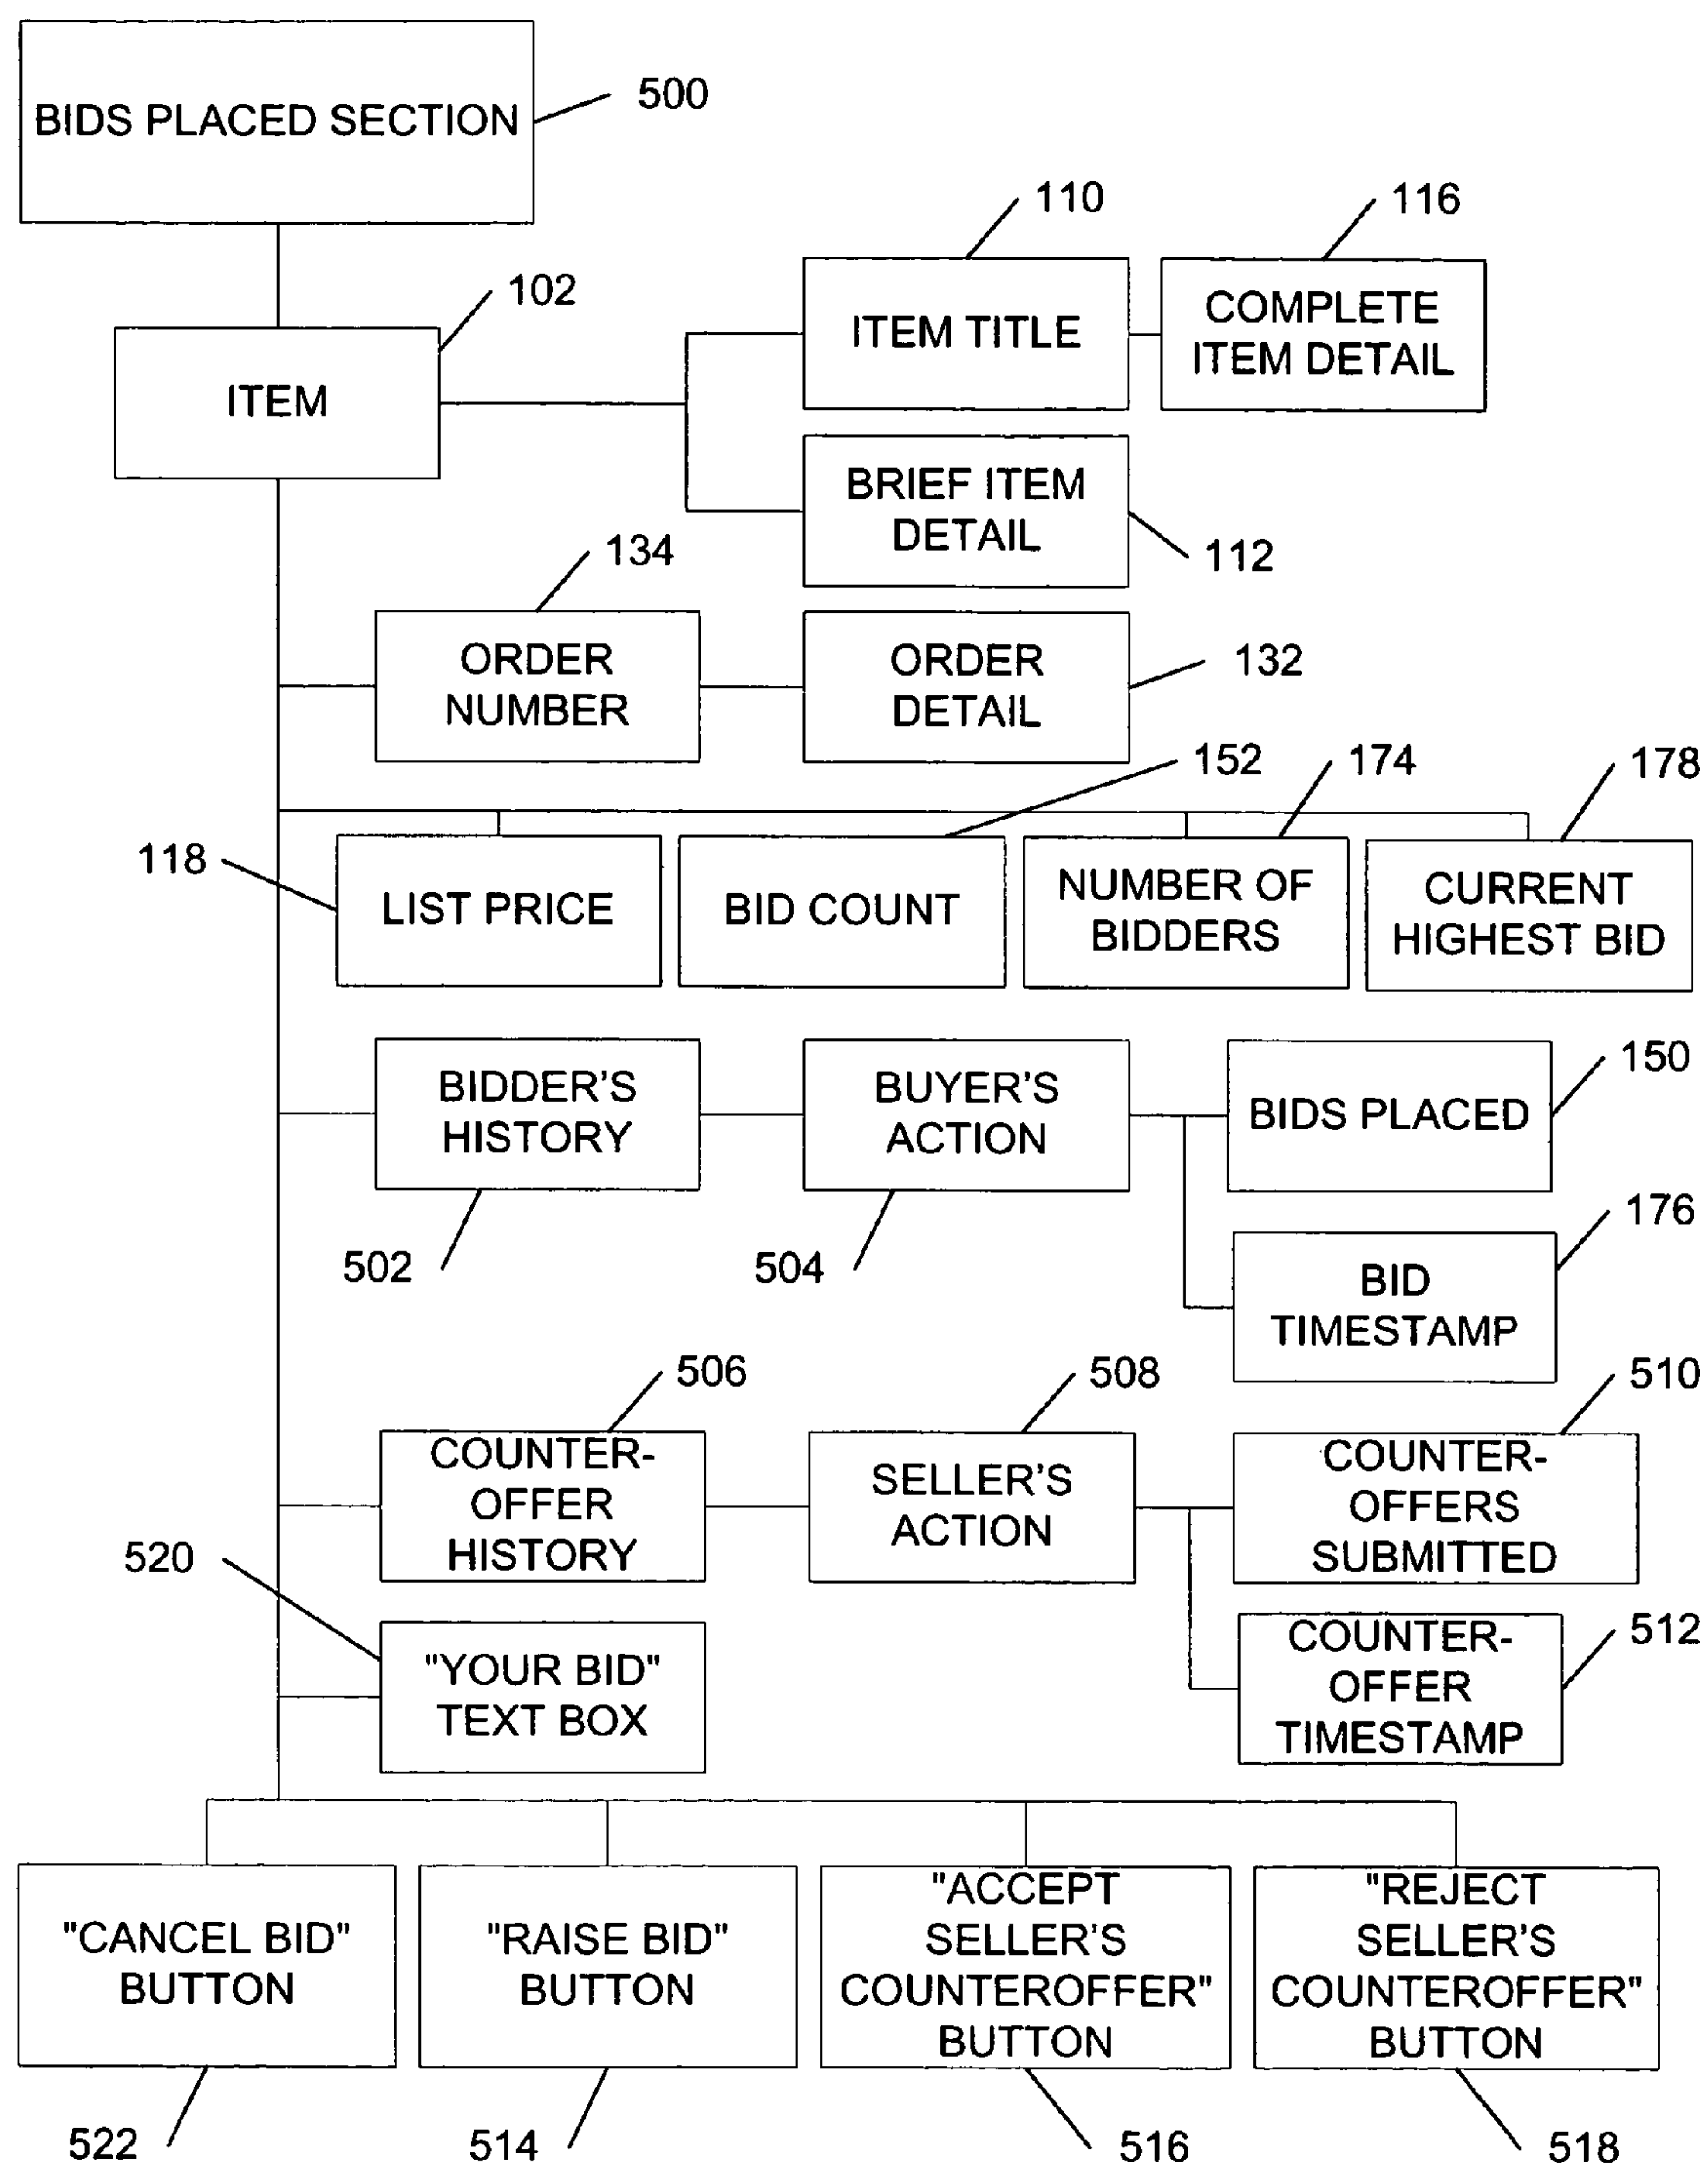 BIDS PLACED SECTION
500
110
116
102
ITEM TITLE
COMPLETE
ITEM DETAIL
ITEM
BRIEF ITEM
DETAIL
112
134
ORDER
NUMBER
ORDER
DETAIL
132
152
174
178
118
LIST PRICE
BID COUNT
NUMBER OF
BIDDERS
CURRENT
HIGHEST BID
BIDDER'S
HISTORY
BUYER'S
ACTION
BIDS PLACED
150
502
504
176
BID
TIMESTAMP
506
508
510
COUNTER-
OFFER
HISTORY
SELLER'S
ACTION
COUNTER-
OFFERS
SUBMITTED
520
"YOUR BID"
TEXT BOX
COUNTER-
OFFER
TIMESTAMP
512
"CANCEL BID"
BUTTON
"RAISE BID"
BUTTON
"ACCEPT
SELLER'S
COUNTEROFFER"
BUTTON
"REJECT
SELLER'S
COUNTEROFFER"
BUTTON
522
514
516
518